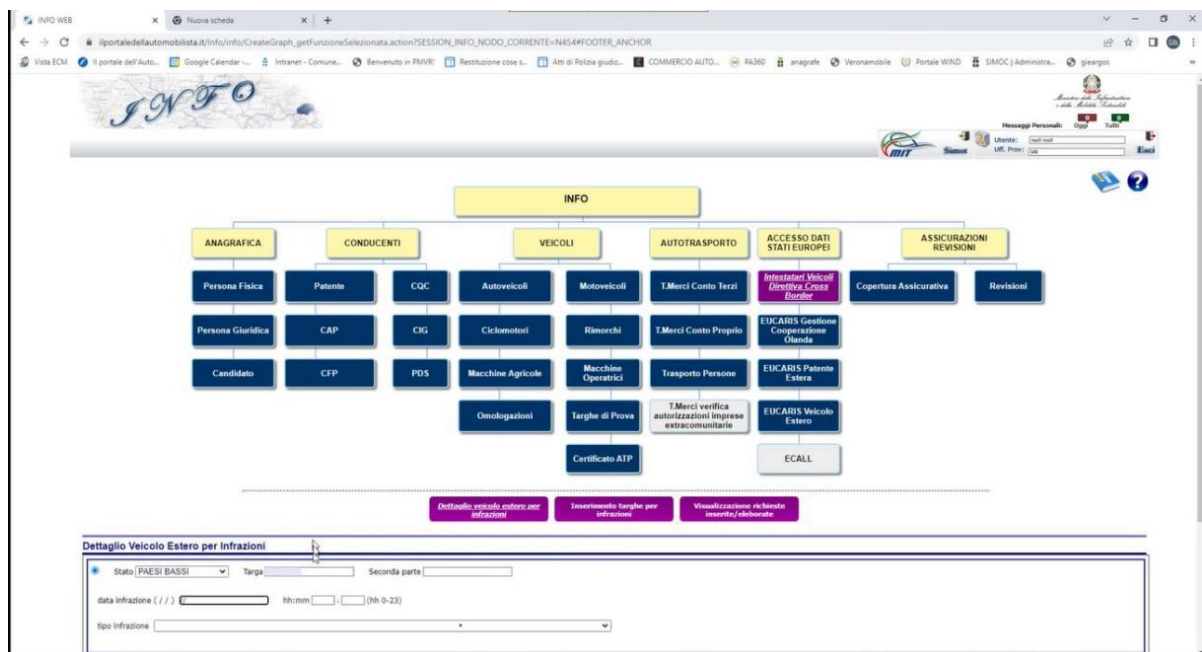 INFO WEB
Nuova scheda
ilportaledellautomobilista.it/Info/info/CreateGraph_getFunzioneSelezionata.action?SESSION_INFO_NODO_CORRENTE=N454#FOOTER_ANCHOR
Vista ECM Il portale dell'Auto... Google Calendar -... Intranet - Comune... Benvenuto in PMVR! Restituzione cose s... Atti di Polizia giudiz... COMMERCIO AUTO... PA360 anagrafe Veronamobile Portale WIND SIMOC | Administra... gieargos
INFO
Ministero delle Infrastrutture
e della Mobilità Sostenibili
Messaggi Personali: Oggi Tutti
MIT Simot Utente: Esci
Uff. Prov:
INFO
ANAGRAFICA CONDUCENTI VEICOLI AUTOTRASPORTO ACCESSO DATI STATI EUROPEI ASSICURAZIONI REVISIONI
Persona Fisica Patente CQC Autoveicoli Motoveicoli T.Merci Conto Terzi Intestatari Veicoli Direttiva Cross Border Copertura Assicurativa Revisioni
Persona Giuridica CAP CIG Ciclomotori Rimorchi T.Merci Conto Proprio EUCARIS Gestione Cooperazione Olanda
Candidato CFP PDS Macchine Agricole Macchine Operatrici Trasporto Persone EUCARIS Patente Estera
Omologazioni Targhe di Prova T.Merci verifica autorizzazioni imprese extracomunitarie EUCARIS Veicolo Estero
Certificato ATP ECALL
Dettaglio veicolo estero per infrazioni Inserimento targhe per infrazioni Visualizzazione richieste inserite/eleborate
Dettaglio Veicolo Estero per Infrazioni
Stato PAESI BASSI Targa Seconda parte
data infrazione ( / / ) hh:mm : (hh 0-23)
tipo infrazione